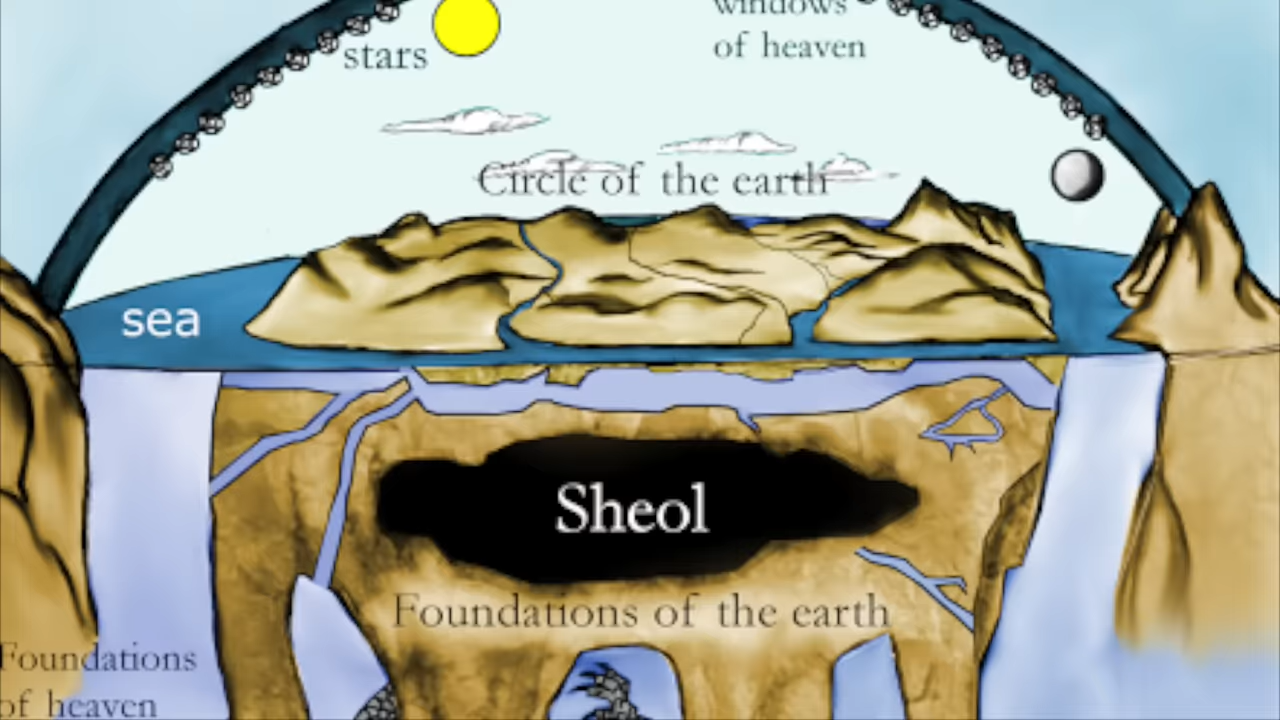 windows
of heaven
stars
Circle of the earth
sea
Sheol
Foundations of the earth
Foundations
of heaven